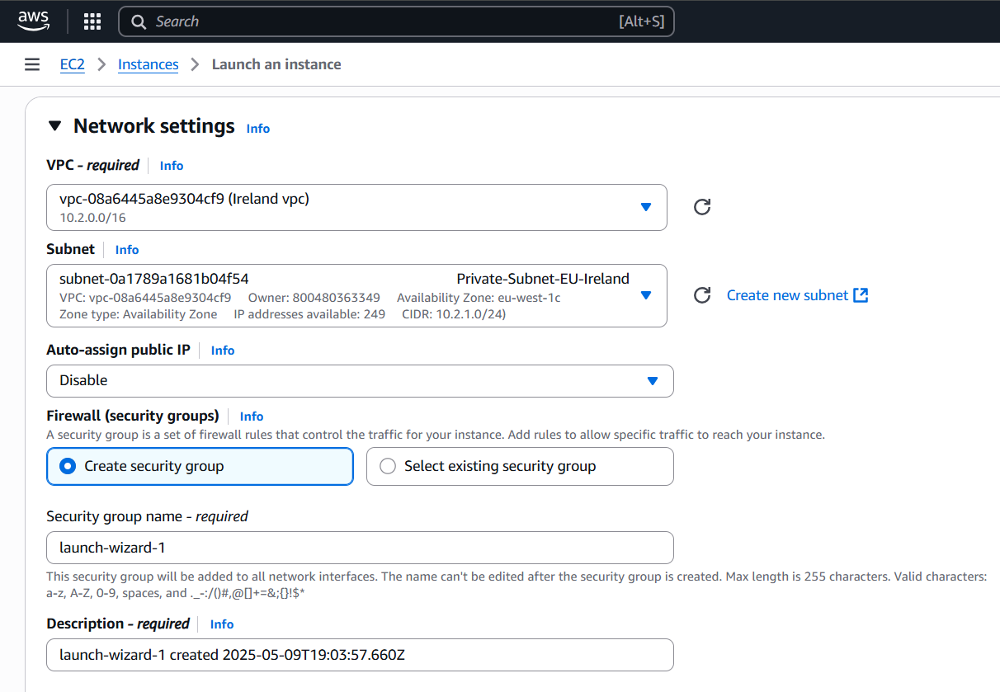 aws
Search [Alt+S]
EC2 Instances Launch an instance
Network settings Info
VPC - required Info
vpc-08a6445a8e9304cf9 (Ireland vpc)
10.2.0.0/16
Subnet Info
subnet-0a1789a1681b04f54 Private-Subnet-EU-Ireland
VPC: vpc-08a6445a8e9304cf9 Owner: 800480363349 Availability Zone: eu-west-1c
Zone type: Availability Zone IP addresses available: 249 CIDR: 10.2.1.0/24)
Create new subnet
Auto-assign public IP Info
Disable
Firewall (security groups) Info
A security group is a set of firewall rules that control the traffic for your instance. Add rules to allow specific traffic to reach your instance.
Create security group Select existing security group
Security group name - required
launch-wizard-1
This security group will be added to all network interfaces. The name can't be edited after the security group is created. Max length is 255 characters. Valid characters:
a-z, A-Z, 0-9, spaces, and ._-:/()#,@[]+=&;{}!$*
Description - required Info
launch-wizard-1 created 2025-05-09T19:03:57.660Z